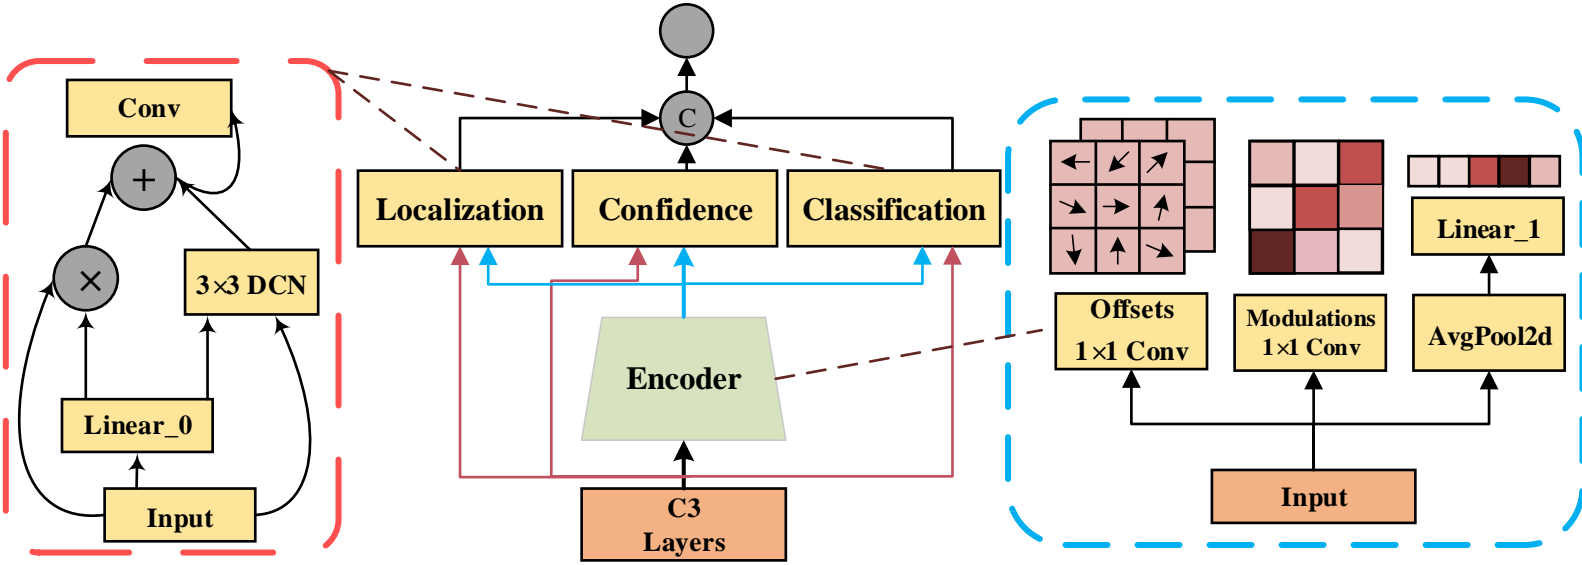 Conv
+
×
3×3 DCN
Linear_0
Input
C
Localization
Confidence
Classification
Encoder
C3
Layers
Linear_1
Offsets
1×1 Conv
Modulations
1×1 Conv
AvgPool2d
Input